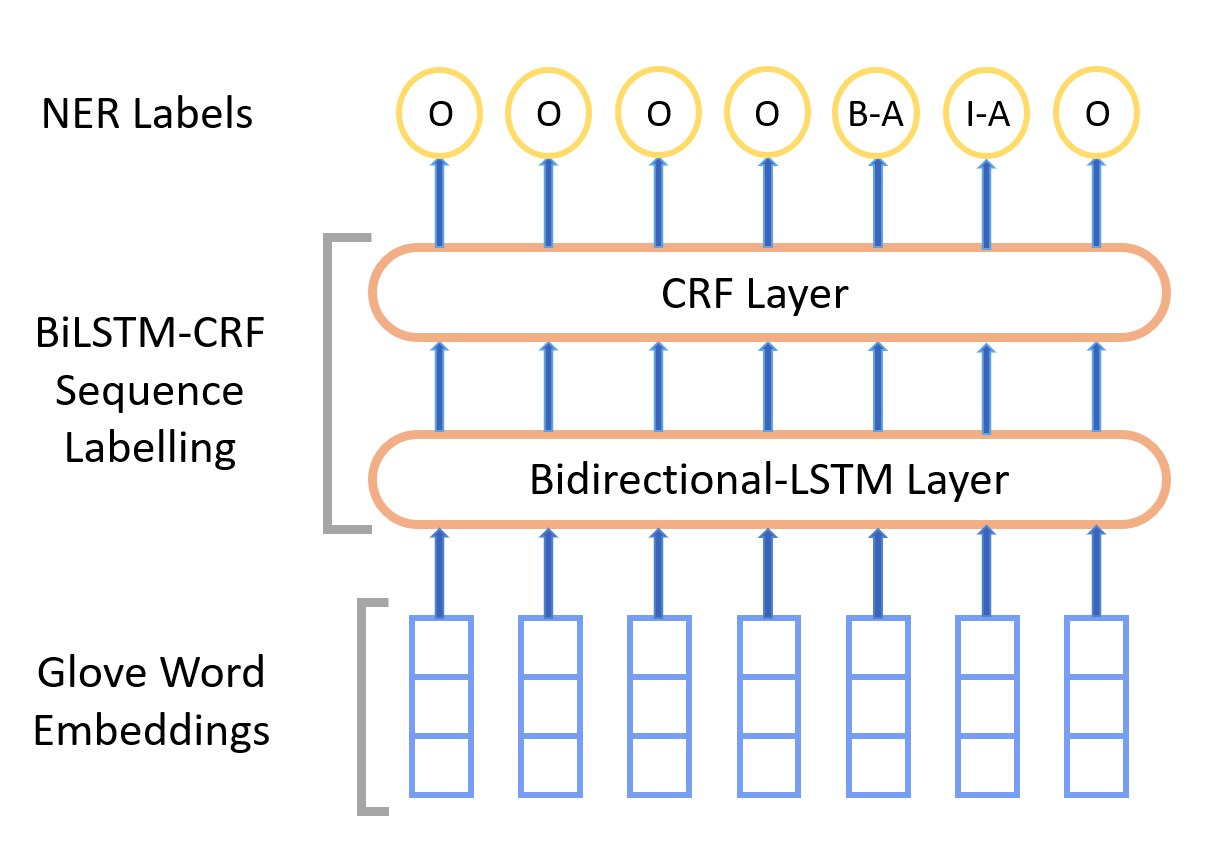 NER Labels
O O O O B-A I-A O
CRF Layer
BiLSTM-CRF
Sequence
Labelling
Bidirectional-LSTM Layer
Glove Word
Embeddings